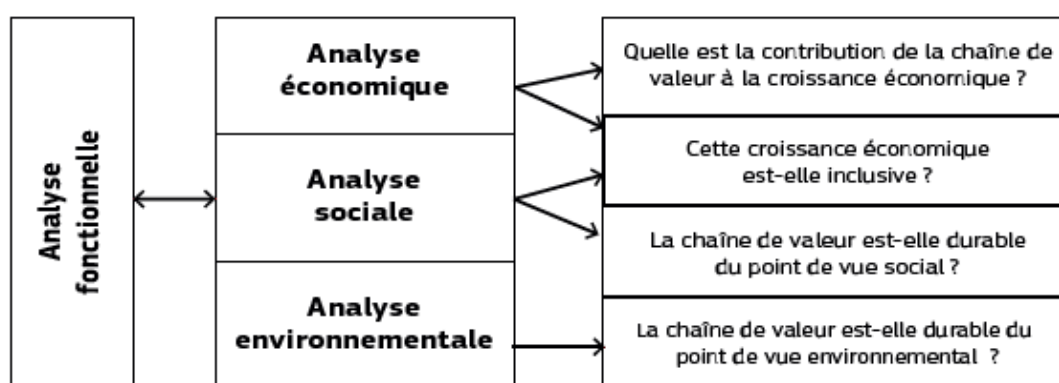 Analyse
fonctionnelle
Analyse
économique
Analyse
sociale
Analyse
environnementale
Quelle est la contribution de la chaîne de
valeur à la croissance économique ?
Cette croissance économique
est-elle inclusive ?
La chaîne de valeur est-elle durable
du point de vue social ?
La chaîne de valeur est-elle durable du
point de vue environnemental ?